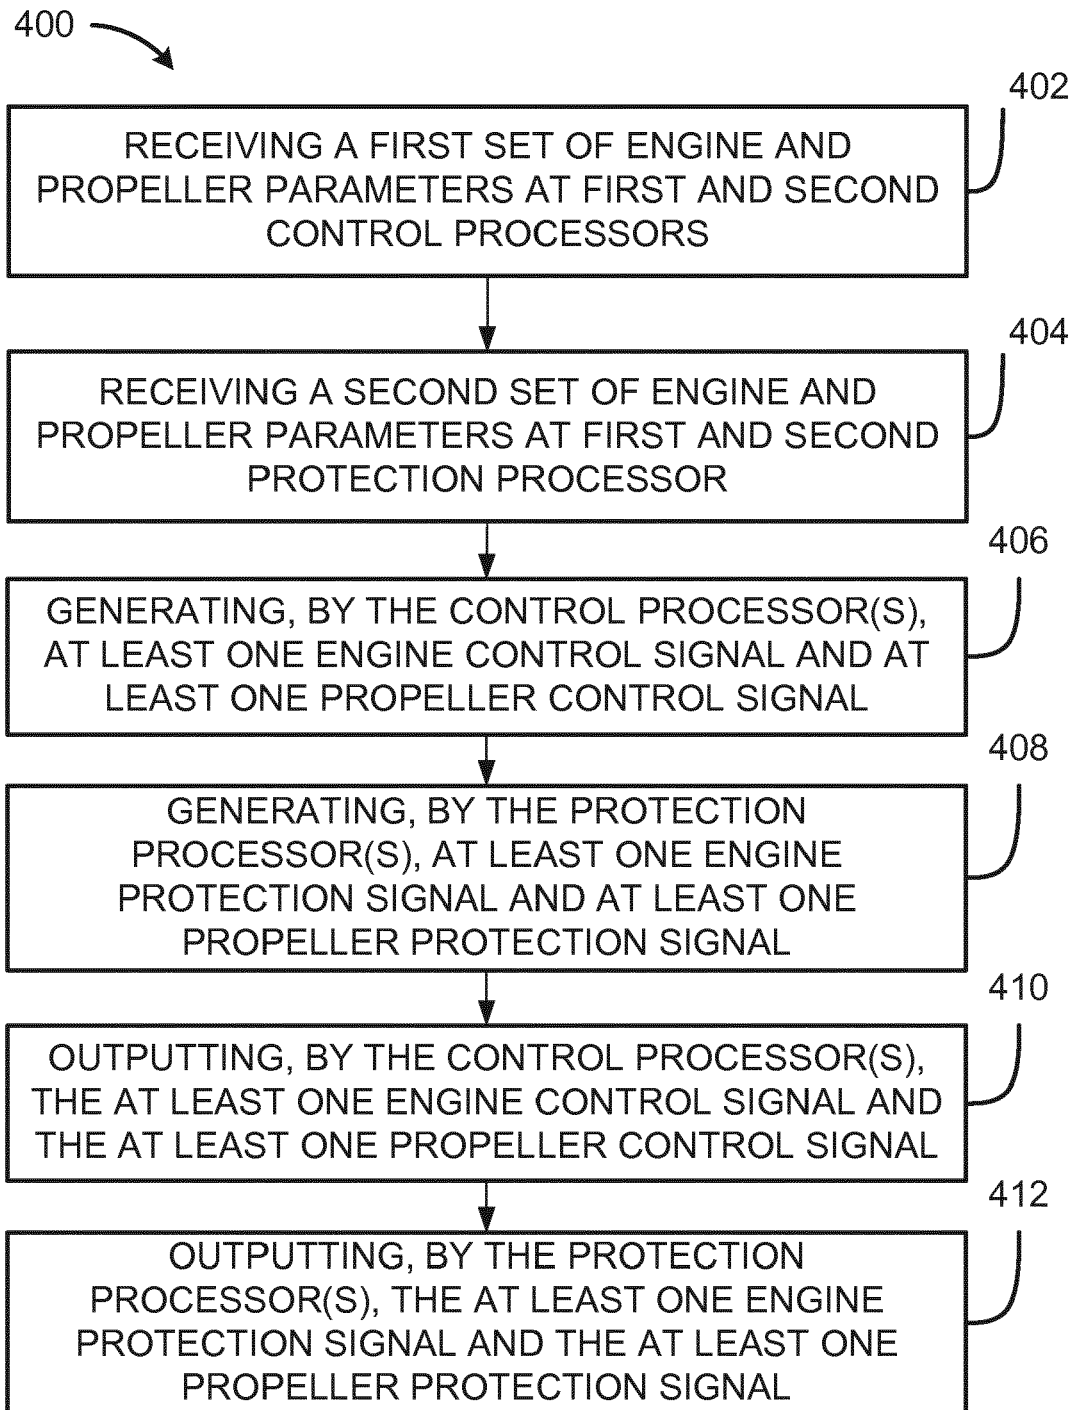 400
402
RECEIVING A FIRST SET OF ENGINE AND
PROPELLER PARAMETERS AT FIRST AND SECOND
CONTROL PROCESSORS
404
RECEIVING A SECOND SET OF ENGINE AND
PROPELLER PARAMETERS AT FIRST AND SECOND
PROTECTION PROCESSOR
406
GENERATING, BY THE CONTROL PROCESSOR(S),
AT LEAST ONE ENGINE CONTROL SIGNAL AND AT
LEAST ONE PROPELLER CONTROL SIGNAL
408
GENERATING, BY THE PROTECTION
PROCESSOR(S), AT LEAST ONE ENGINE
PROTECTION SIGNAL AND AT LEAST ONE
PROPELLER PROTECTION SIGNAL
410
OUTPUTTING, BY THE CONTROL PROCESSOR(S),
THE AT LEAST ONE ENGINE CONTROL SIGNAL AND
THE AT LEAST ONE PROPELLER CONTROL SIGNAL
412
OUTPUTTING, BY THE PROTECTION
PROCESSOR(S), THE AT LEAST ONE ENGINE
PROTECTION SIGNAL AND THE AT LEAST ONE
PROPELLER PROTECTION SIGNAL